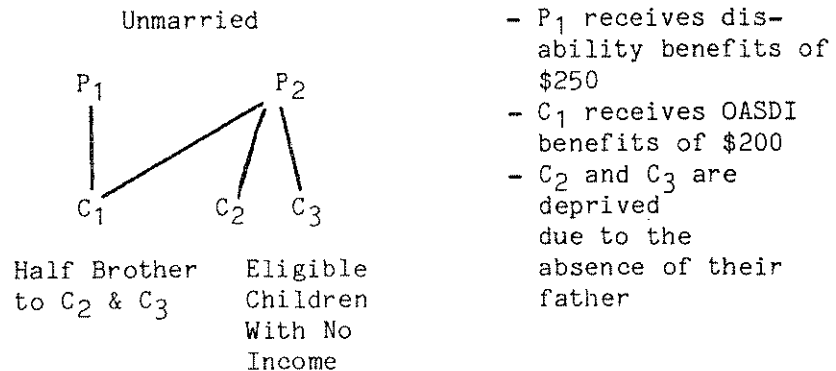 Unmarried
P1 P2
C1 C2 C3
Half Brother
to C2 & C3
Eligible
Children
With No
Income
- P1 receives dis-
ability benefits of
$250
- C1 receives OASDI
benefits of $200
- C2 and C3 are
deprived
due to the
absence of their
father